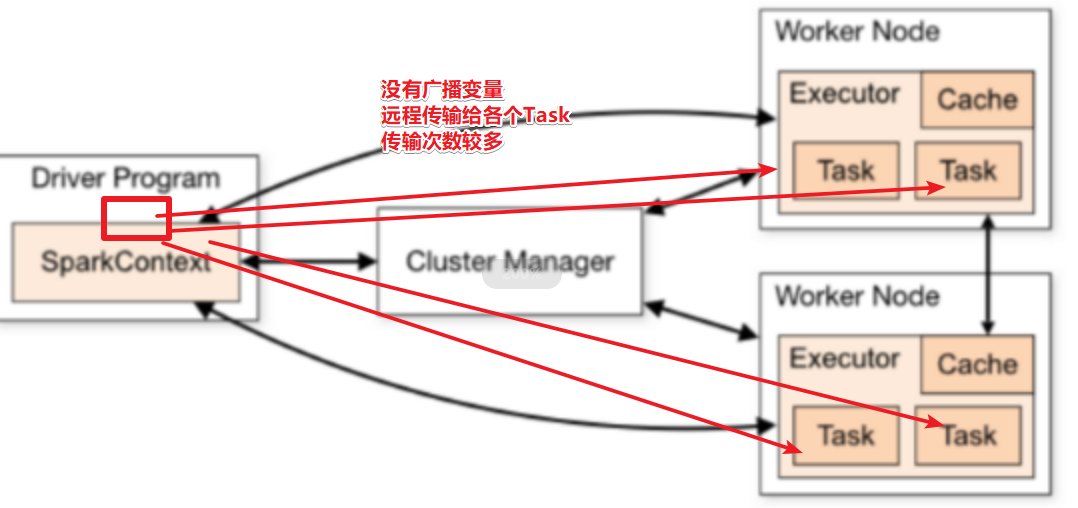 没有广播变量
远程传输给各个Task
传输次数较多
Driver Program
SparkContext
Cluster Manager
Worker Node
Executor
Cache
Task
Task
Worker Node
Executor
Cache
Task
Task